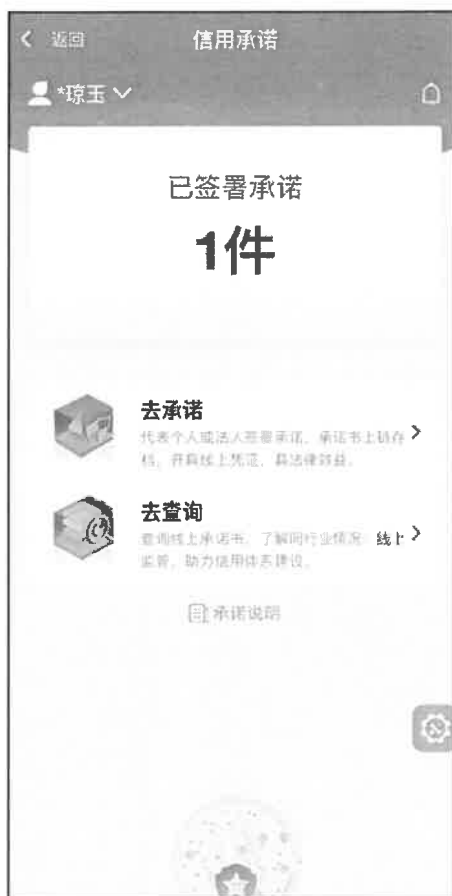 返回
信用承诺
*琼玉
已签署承诺
1件
去承诺
代表个人或法人签署承诺，承诺书上链存
档，开具线上凭证，具法律效益。
去查询
查询线上承诺书，了解同行业情况 线上
监管，助力信用体系建设。
承诺说明